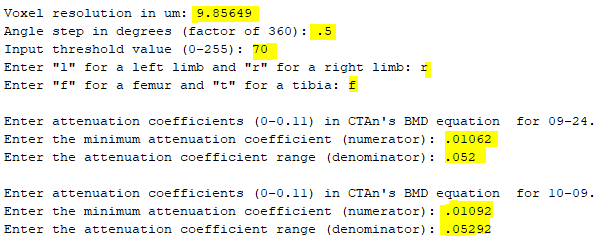 Voxel resolution in um: 9.85649
Angle step in degrees (factor of 360): .5
Input threshold value (0-255): 70
Enter "l" for a left limb and "r" for a right limb: r
Enter "f" for a femur and "t" for a tibia: f
Enter attenuation coefficients (0-0.11) in CTAn's BMD equation  for 09-24.
Enter the minimum attenuation coefficient (numerator): .01062
Enter the attenuation coefficient range (denominator): .052
Enter attenuation coefficients (0-0.11) in CTAn's BMD equation  for 10-09.
Enter the minimum attenuation coefficient (numerator): .01092
Enter the attenuation coefficient range (denominator): .05292